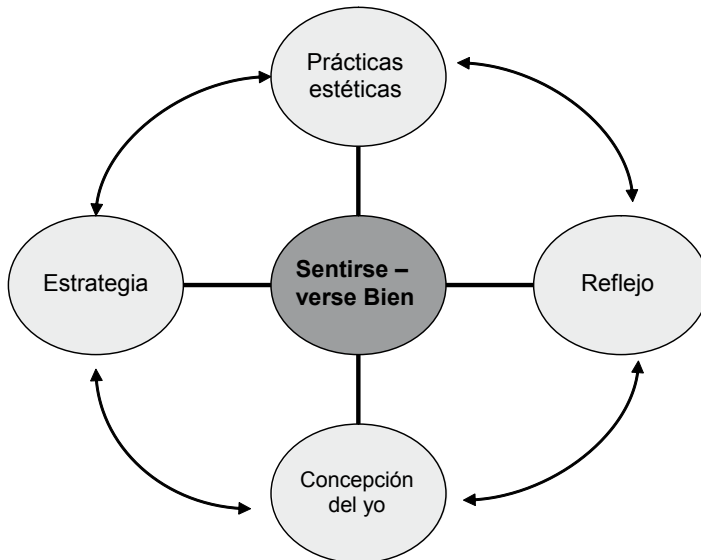 Prácticas
estéticas
Estrategia
Sentirse –
verse Bien
Reflejo
Concepción
del yo